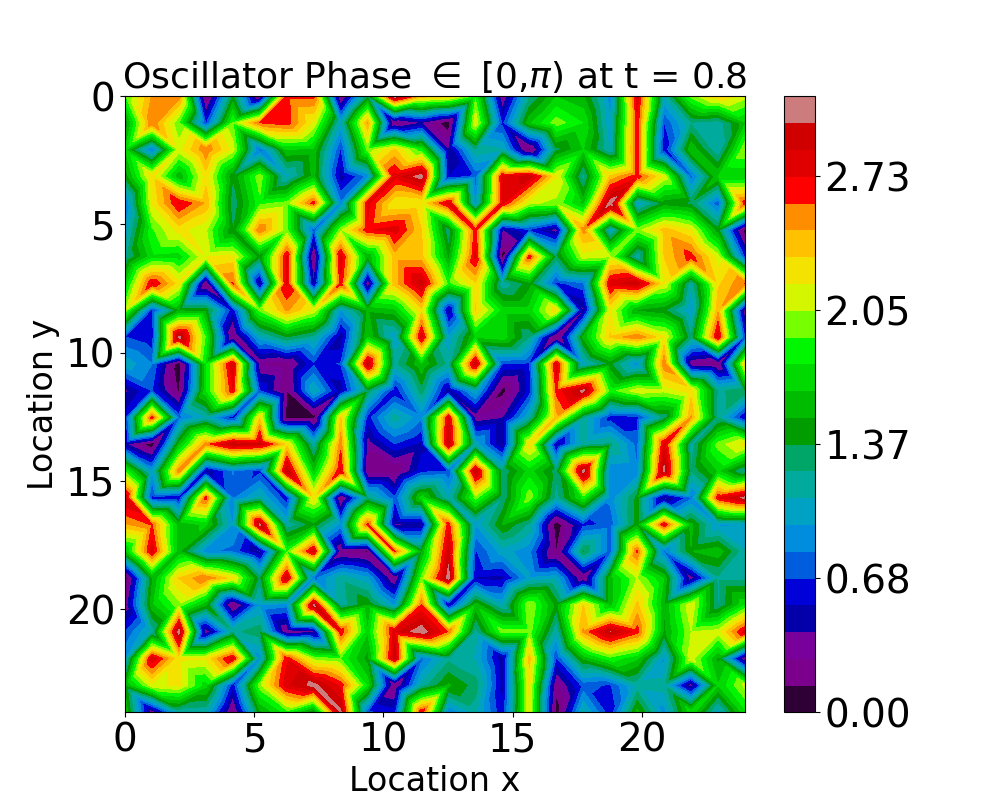 Oscillator Phase ∈ [0,π) at t = 0.8
Location y
0
5
10
15
20
0 5 10 15 20
Location x
2.73
2.05
1.37
0.68
0.00